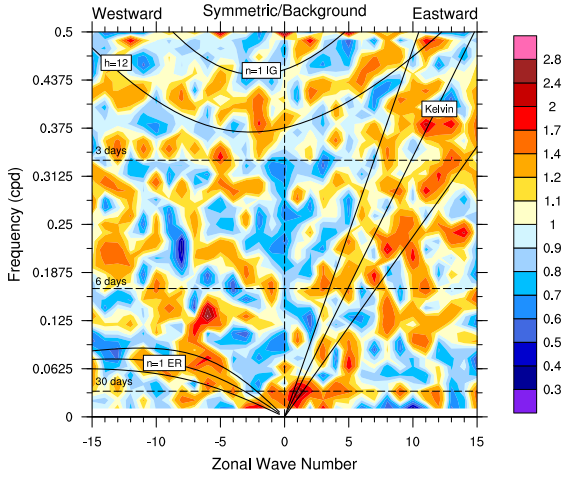 Westward Symmetric/Background Eastward
0.5
h=12
n=1 IG
0.4375
Kelvin
0.375
3 days
0.3125
0.25
0.1875
6 days
0.125
n=1 ER
0.0625
30 days
0
-15 -10 -5 0 5 10 15
Zonal Wave Number
Frequency (cpd)
2.8
2.4
2
1.7
1.4
1.2
1.1
1
0.9
0.8
0.7
0.6
0.5
0.4
0.3